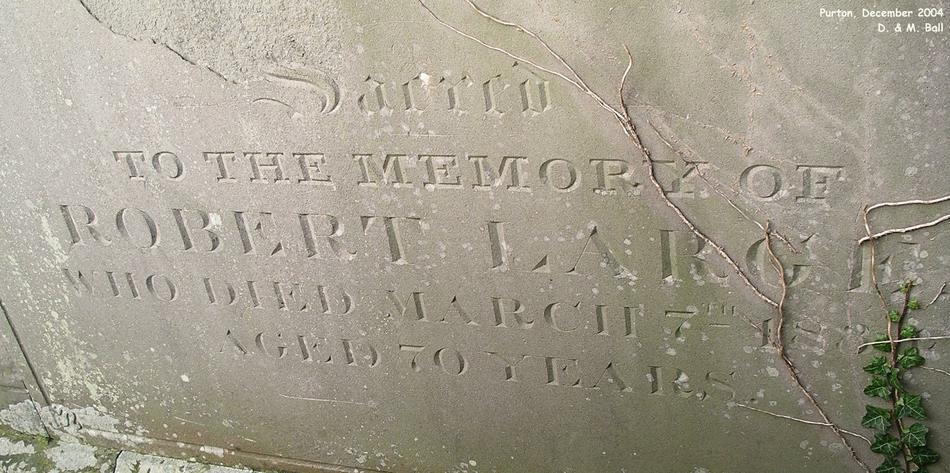 Purton, December 2004
D. & M. Ball
Sacred
TO THE MEMORY OF
ROBERT LARGE
WHO DIED MARCH 7TH
AGED 70 YEARS.